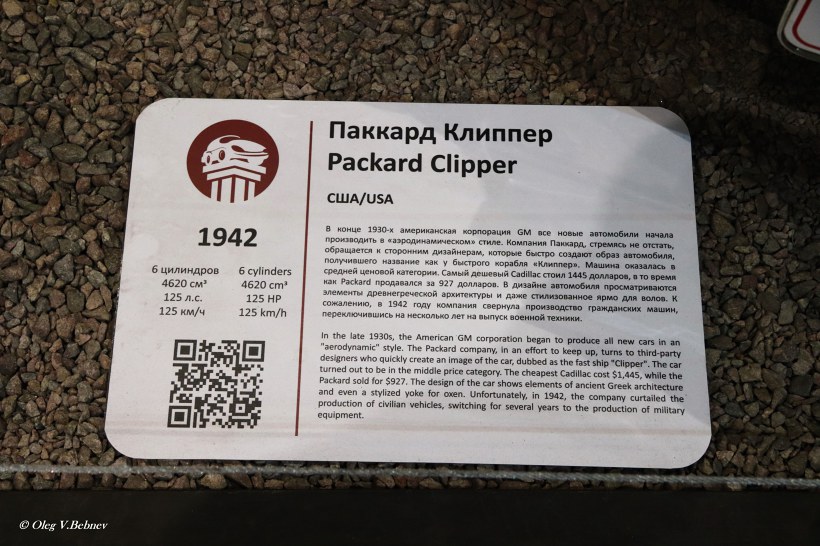 Паккард Клиппер
Packard Clipper
США/USA
1942
6 цилиндров 6 cylinders
4620 см³ 4620 cm³
125 л.с. 125 HP
125 км/ч 125 km/h
В конце 1930-х американская корпорация GM все новые автомобили начала
производить в «аэродинамическом» стиле. Компания Паккард, стремясь не отстать,
обращается к сторонним дизайнерам, которые быстро создают образ автомобиля,
получившего название как у быстрого корабля «Клиппер». Машина оказалась в
средней ценовой категории. Самый дешевый Cadillac стоил 1445 долларов, в то время
как Packard продавался за 927 долларов. В дизайне автомобиля просматриваются
элементы древнегреческой архитектуры и даже стилизованное ярмо для волов. К
сожалению, в 1942 году компания свернула производство гражданских машин,
переключившись на несколько лет на выпуск военной техники.
In the late 1930s, the American GM corporation began to produce all new cars in an
"aerodynamic" style. The Packard company, in an effort to keep up, turns to third-party
designers who quickly create an image of the car, dubbed as the fast ship "Clipper". The car
turned out to be in the middle price category. The cheapest Cadillac cost $1,445, while the
Packard sold for $927. The design of the car shows elements of ancient Greek architecture
and even a stylized yoke for oxen. Unfortunately, in 1942, the company curtailed the
production of civilian vehicles, switching for several years to the production of military
equipment.
© Oleg V.Bebnev